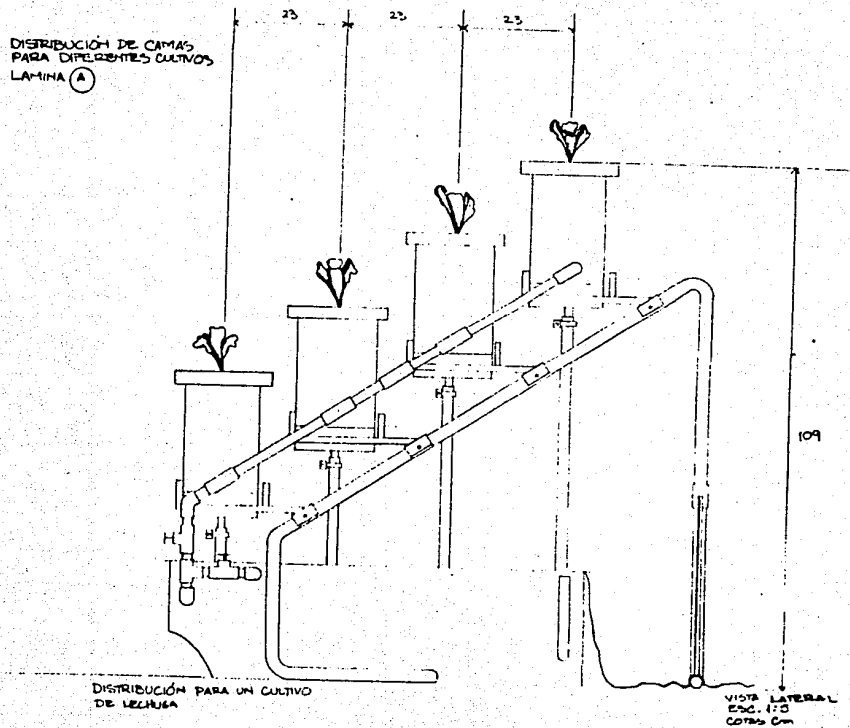 23 23 23
DISTRIBUCIÓN DE CAMAS
PARA DIFERENTES CULTIVOS
LAMINA A
109
DISTRIBUCIÓN PARA UN CULTIVO
DE LECHUGA
VISTA LATERAL
ESC. 1:5
COTAS Cm